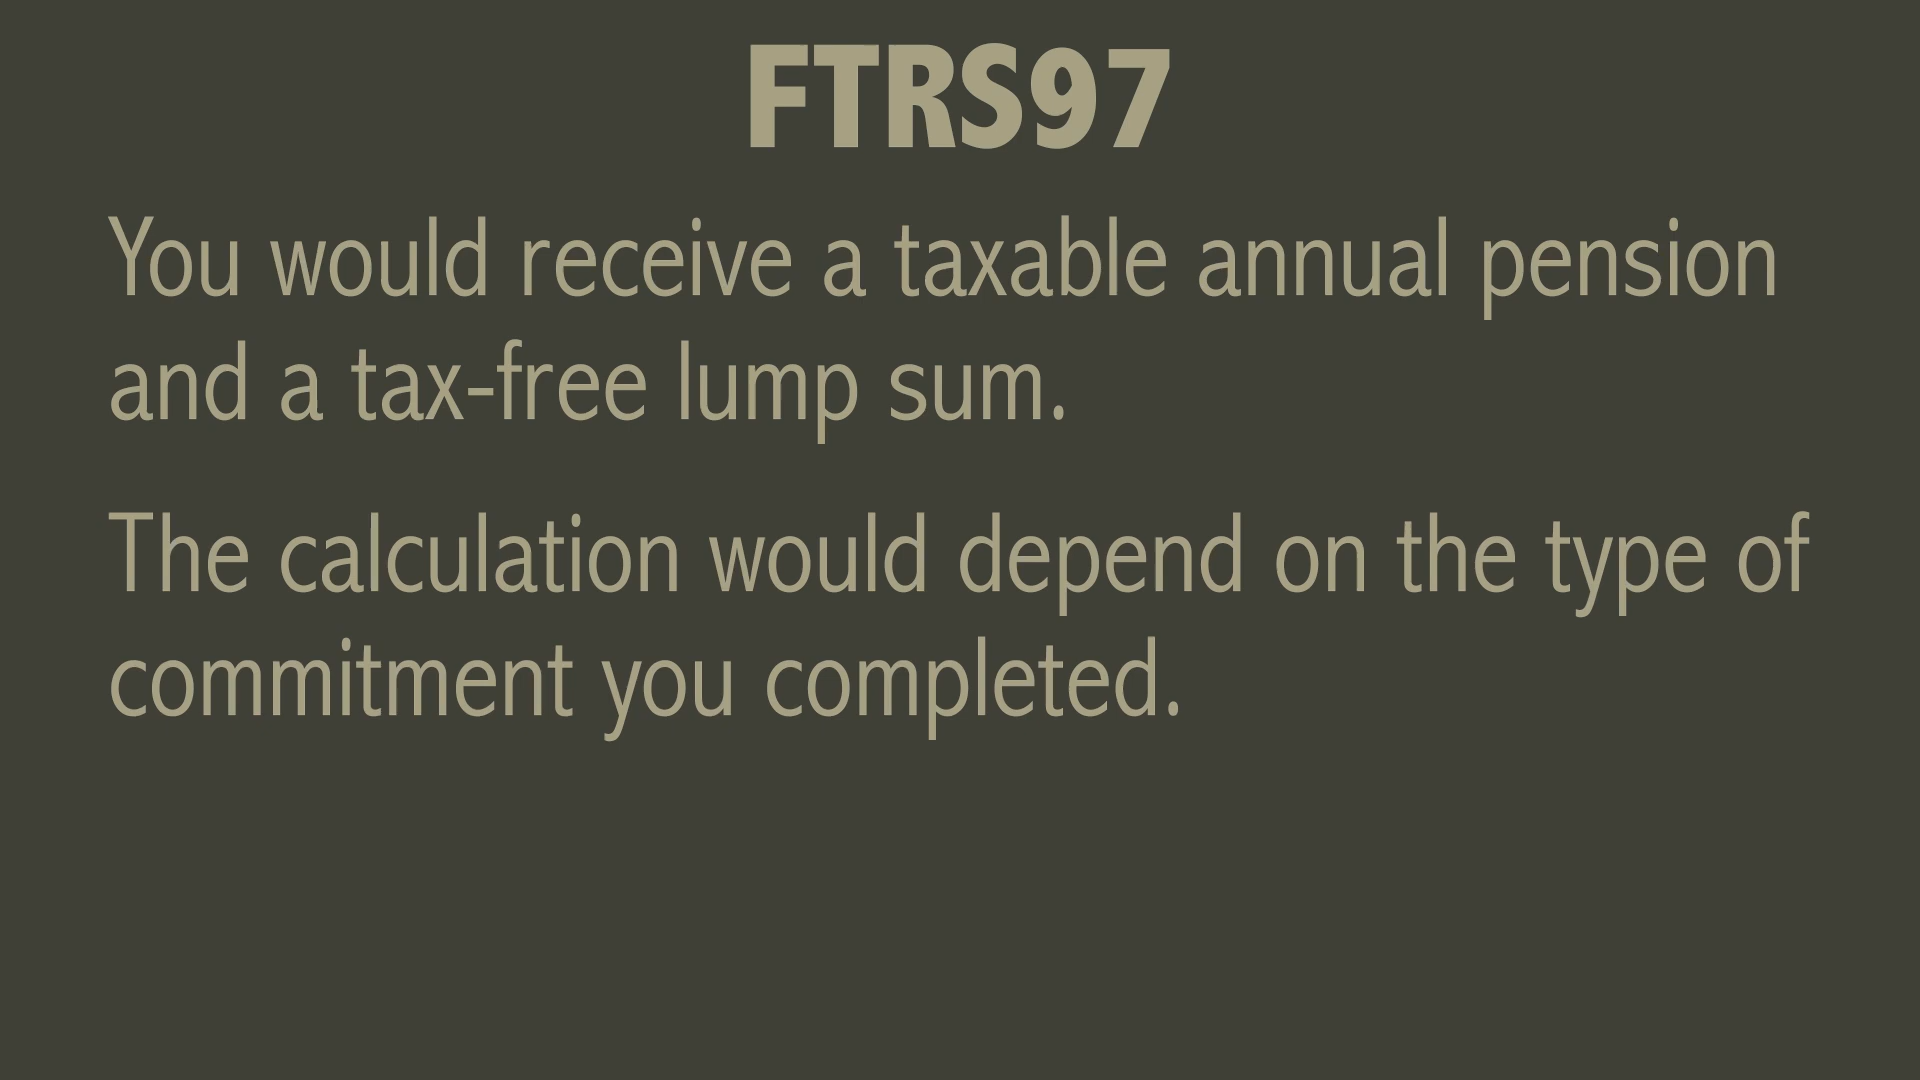 FTRS97
You would receive a taxable annual pension
and a tax-free lump sum.
The calculation would depend on the type of
commitment you completed.